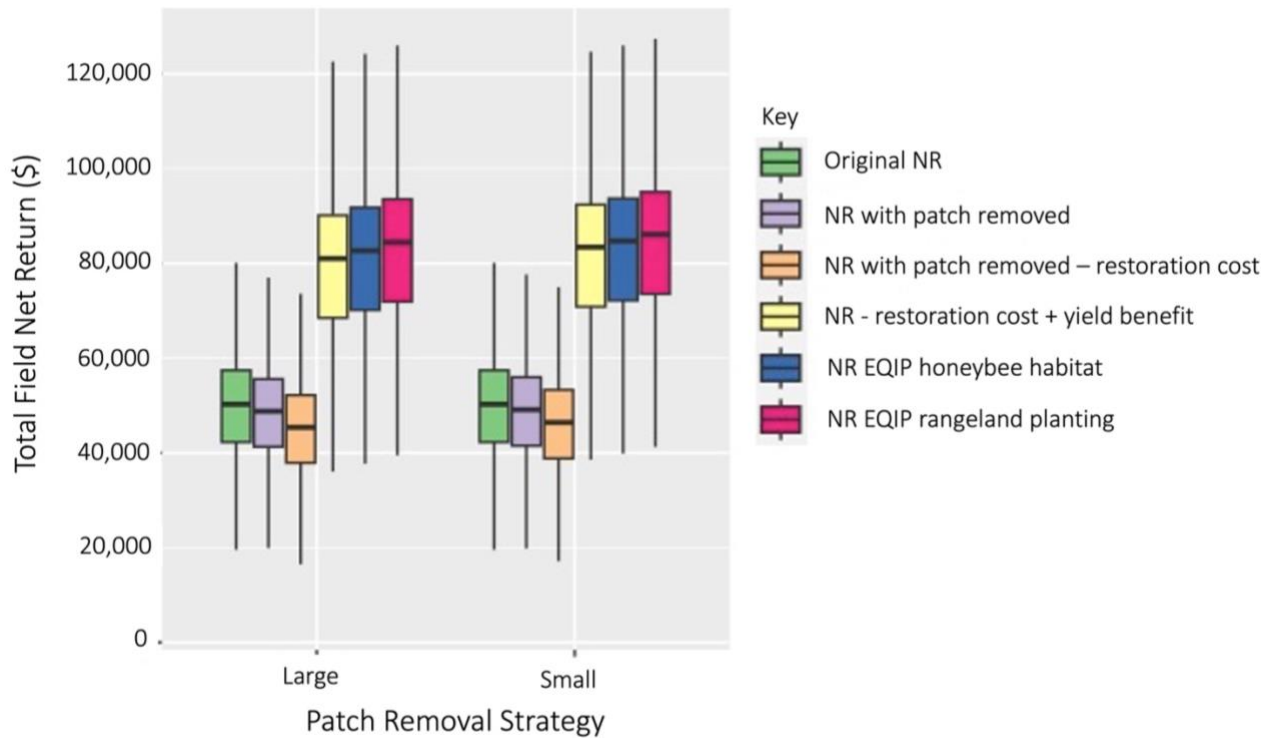 Total Field Net Return ($)
120,000
100,000
80,000
60,000
40,000
20,000
0
Large
Small
Patch Removal Strategy
Key
Original NR
NR with patch removed
NR with patch removed – restoration cost
NR - restoration cost + yield benefit
NR EQIP honeybee habitat
NR EQIP rangeland planting